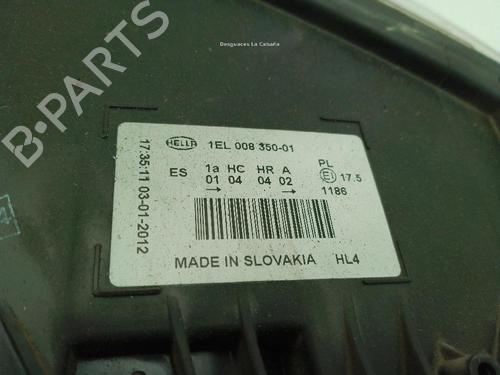 Desguaces La Cabaña
B-PARTS
HELLA 1EL 008 350-01
17:35:11 03-01-2012
ES 1a HC HR A PL
01 04 04 02 E1 17.5
→ → 1186
MADE IN SLOVAKIA HL4